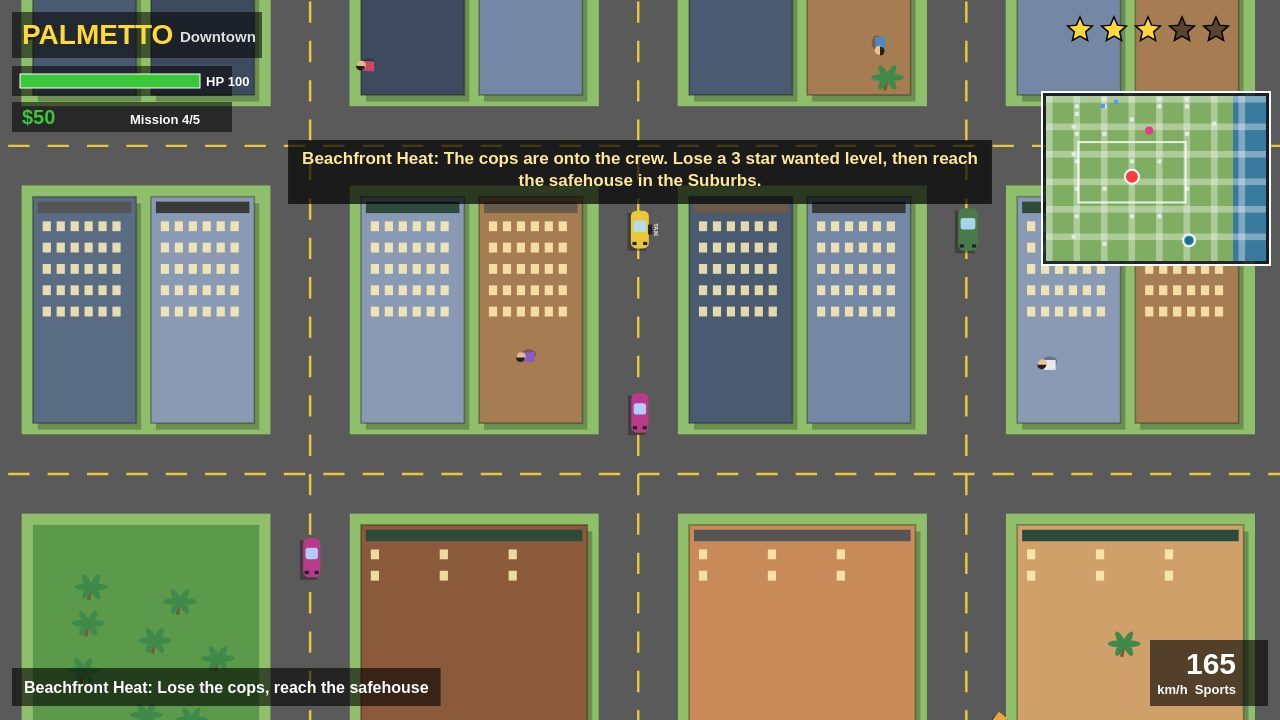 PALMETTO Downtown
HP 100
$50 Mission 4/5
Beachfront Heat: The cops are onto the crew. Lose a 3 star wanted level, then reach
the safehouse in the Suburbs.
TAXI
Beachfront Heat: Lose the cops, reach the safehouse
165
km/h Sports